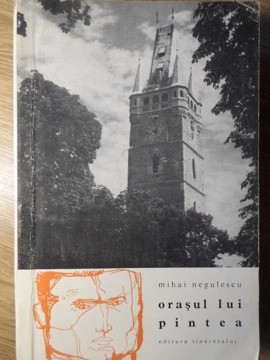 mihai negulescu
orașul lui
pintea
editura tineretului